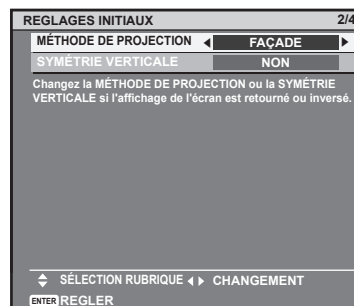 REGLAGES INITIAUX 2/4
MÉTHODE DE PROJECTION FAÇADE
SYMÉTRIE VERTICALE NON
Changez la MÉTHODE DE PROJECTION ou la SYMÉTRIE
VERTICALE si l'affichage de l'écran est retourné ou inversé.
SÉLECTION RUBRIQUE CHANGEMENT
ENTER REGLER